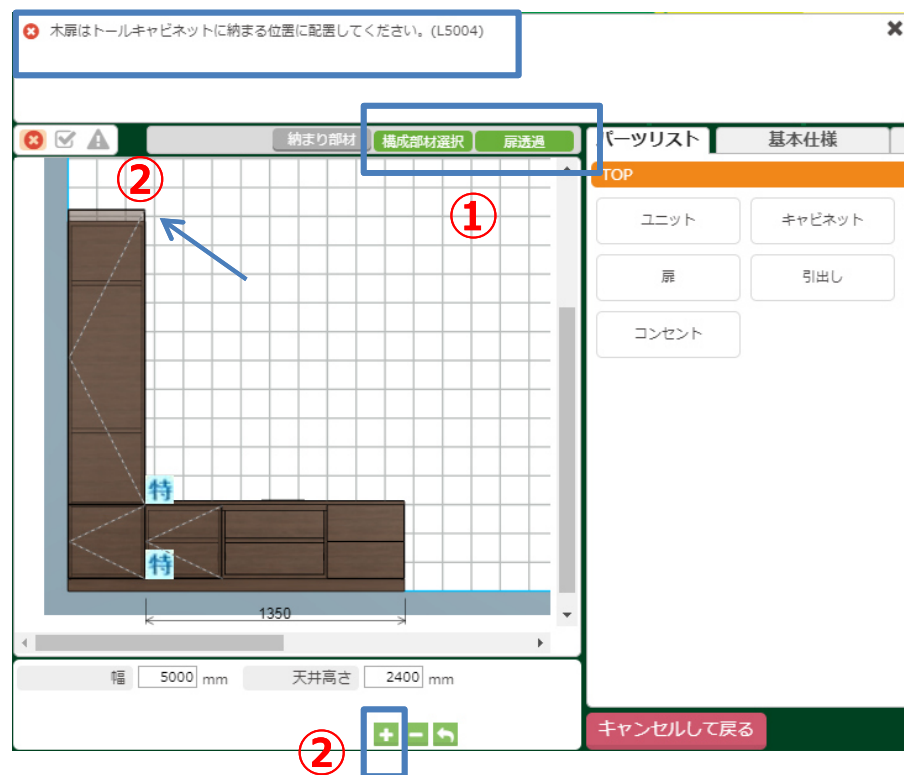 木扉はトールキャビネットに納まる位置に配置してください。(L5004)
納まり部材 構成部材選択 扉透過
パーツリスト 基本仕様
①
②
TOP
ユニット キャビネット
扉 引出し
コンセント
特
特
1350
幅 5000 mm 天井高さ 2400 mm
②
キャンセルして戻る